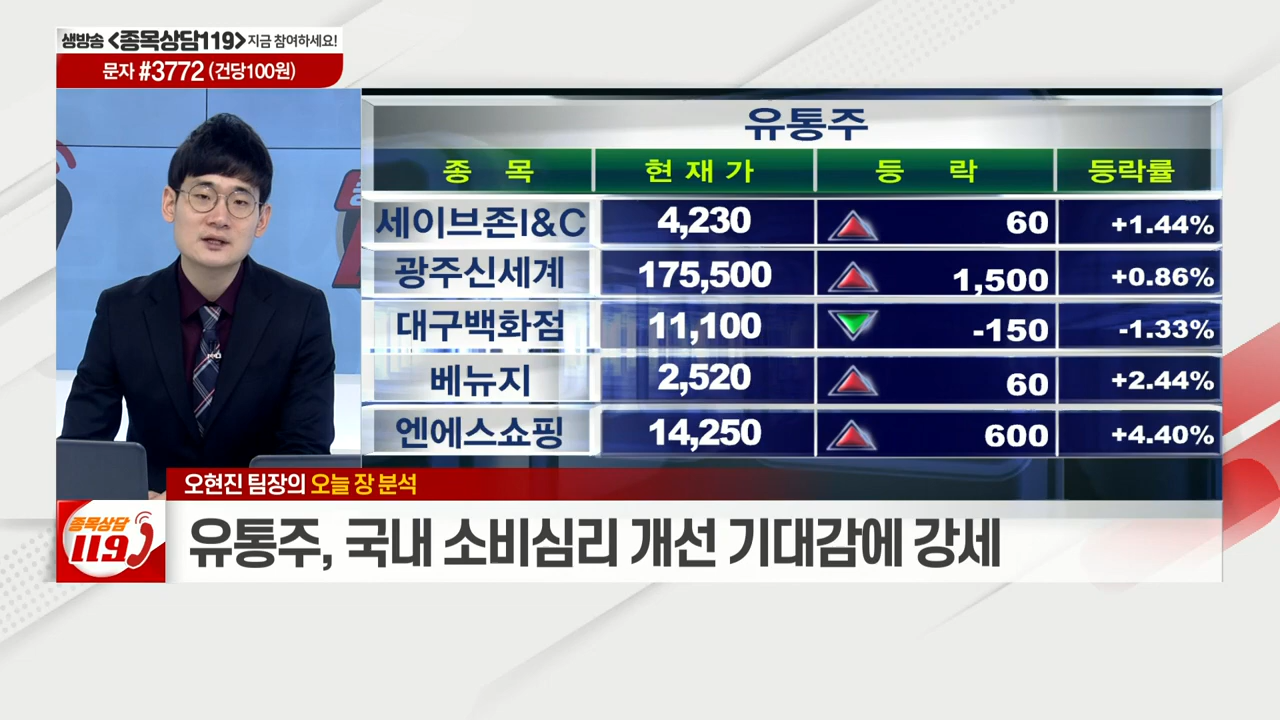 생방송 <종목상담119> 지금 참여하세요!
문자 #3772 (건당100원)
유통주
종 목 현 재 가 등 락 등락률
세이브존I&C 4,230 60 +1.44%
광주신세계 175,500 1,500 +0.86%
대구백화점 11,100 -150 -1.33%
베뉴지 2,520 60 +2.44%
엔에스쇼핑 14,250 600 +4.40%
오현진 팀장의 오늘 장 분석
종목상담
119
유통주, 국내 소비심리 개선 기대감에 강세